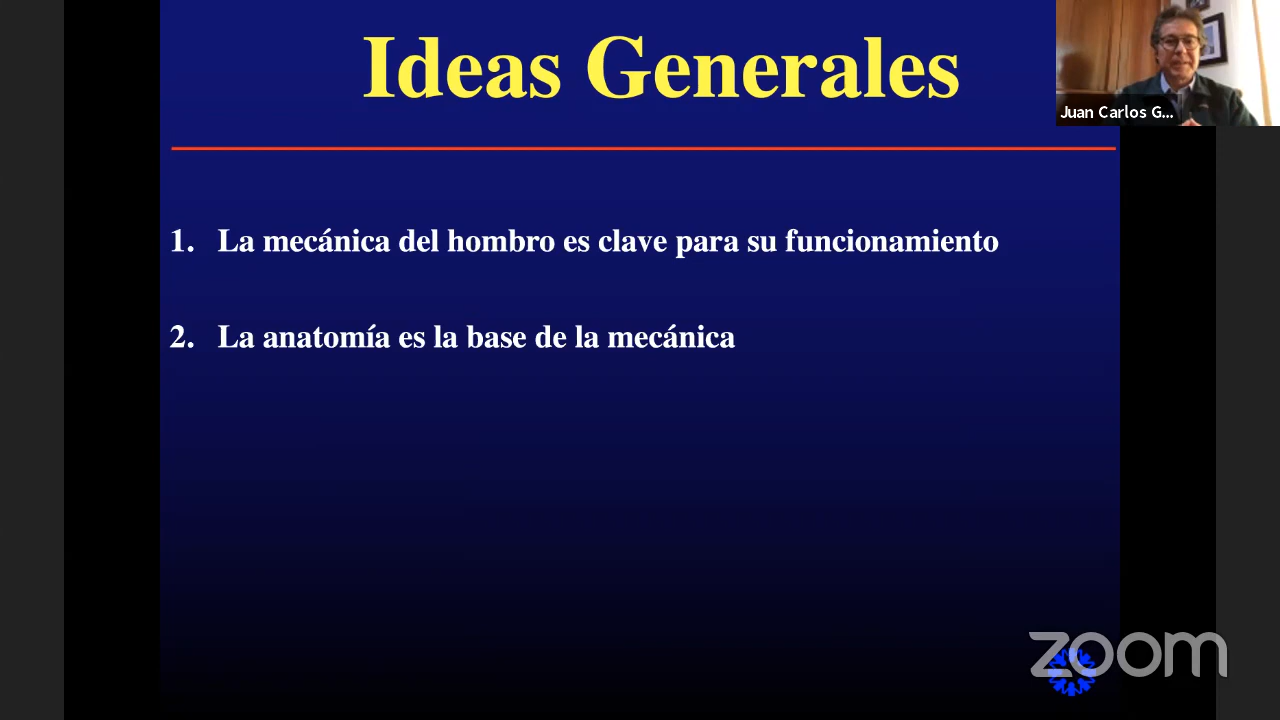 Ideas Generales
Juan Carlos G...
1. La mecánica del hombro es clave para su funcionamiento
2. La anatomía es la base de la mecánica
zoom